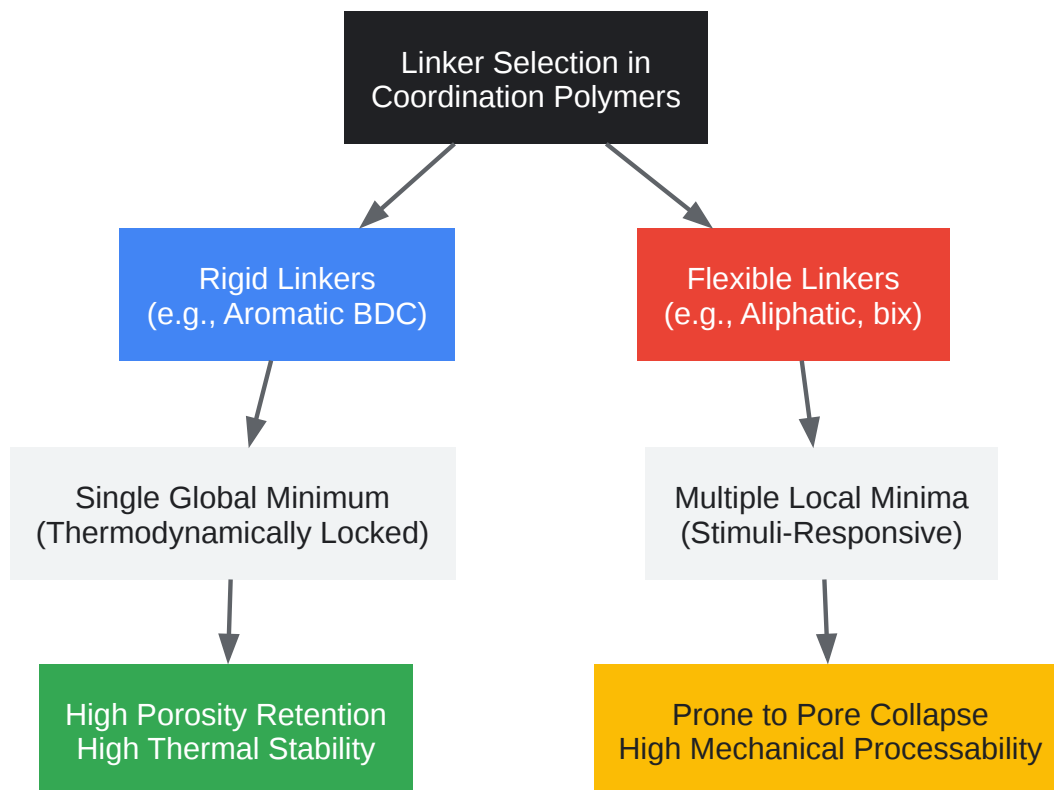 Linker Selection in
Coordination Polymers
Rigid Linkers
(e.g., Aromatic BDC)
Flexible Linkers
(e.g., Aliphatic, bix)
Single Global Minimum
(Thermodynamically Locked)
Multiple Local Minima
(Stimuli-Responsive)
High Porosity Retention
High Thermal Stability
Prone to Pore Collapse
High Mechanical Processability